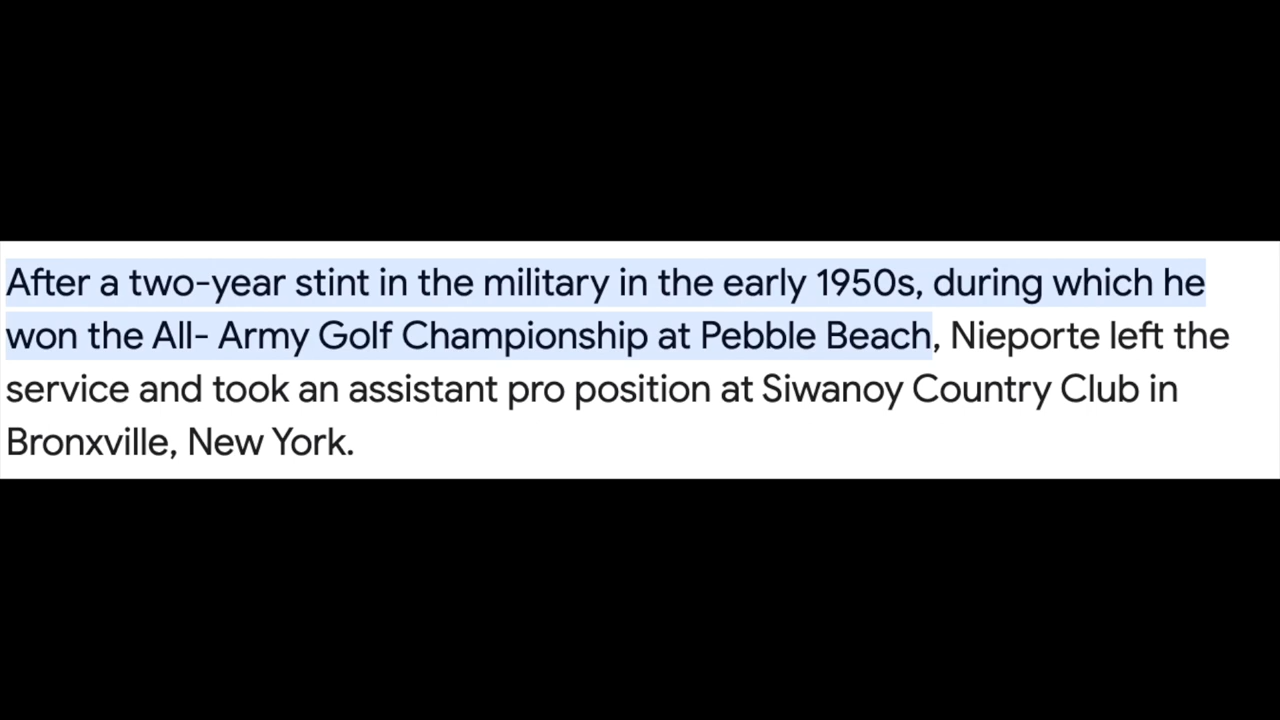 After a two-year stint in the military in the early 1950s, during which he
won the All- Army Golf Championship at Pebble Beach, Nieporte left the
service and took an assistant pro position at Siwanoy Country Club in
Bronxville, New York.